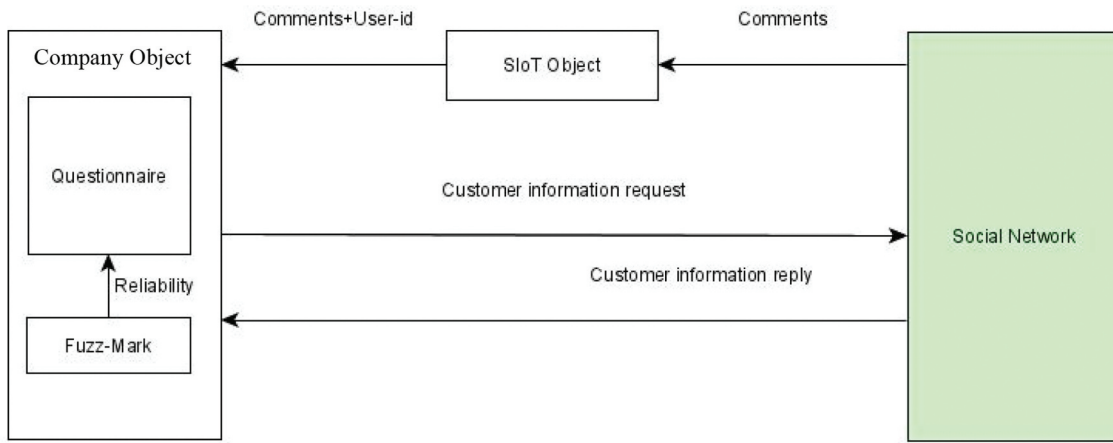 Comments+User-id
Comments
Company Object
SIoT Object
Questionnaire
Customer information request
Social Network
Customer information reply
Reliability
Fuzz-Mark